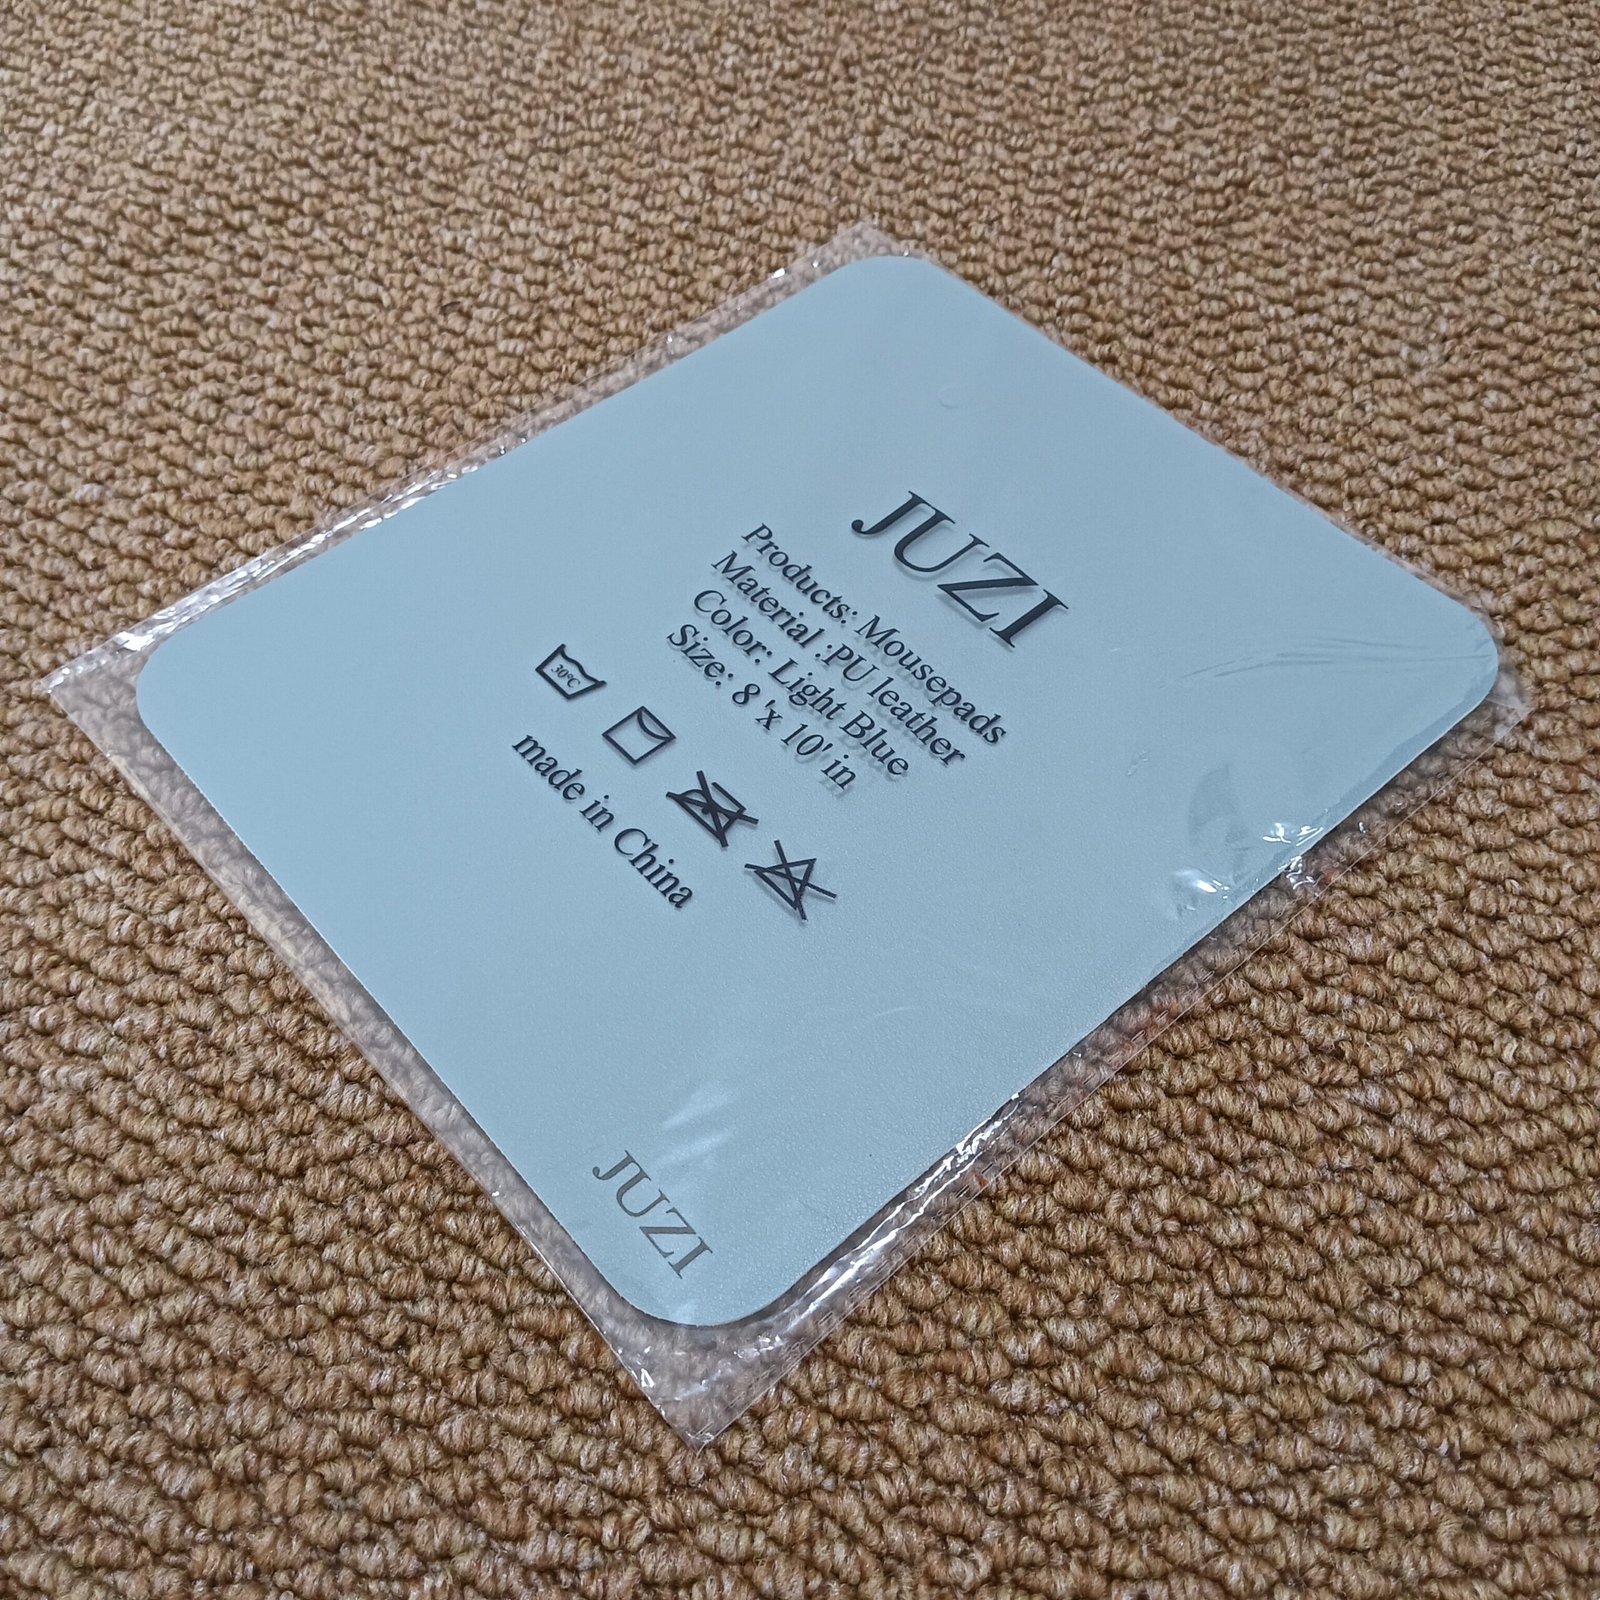 JUZI
Products: Mousepads
Material :PU leather
Color: Light Blue
Size: 8 'x 10' in
30°C
made in China
JUZI